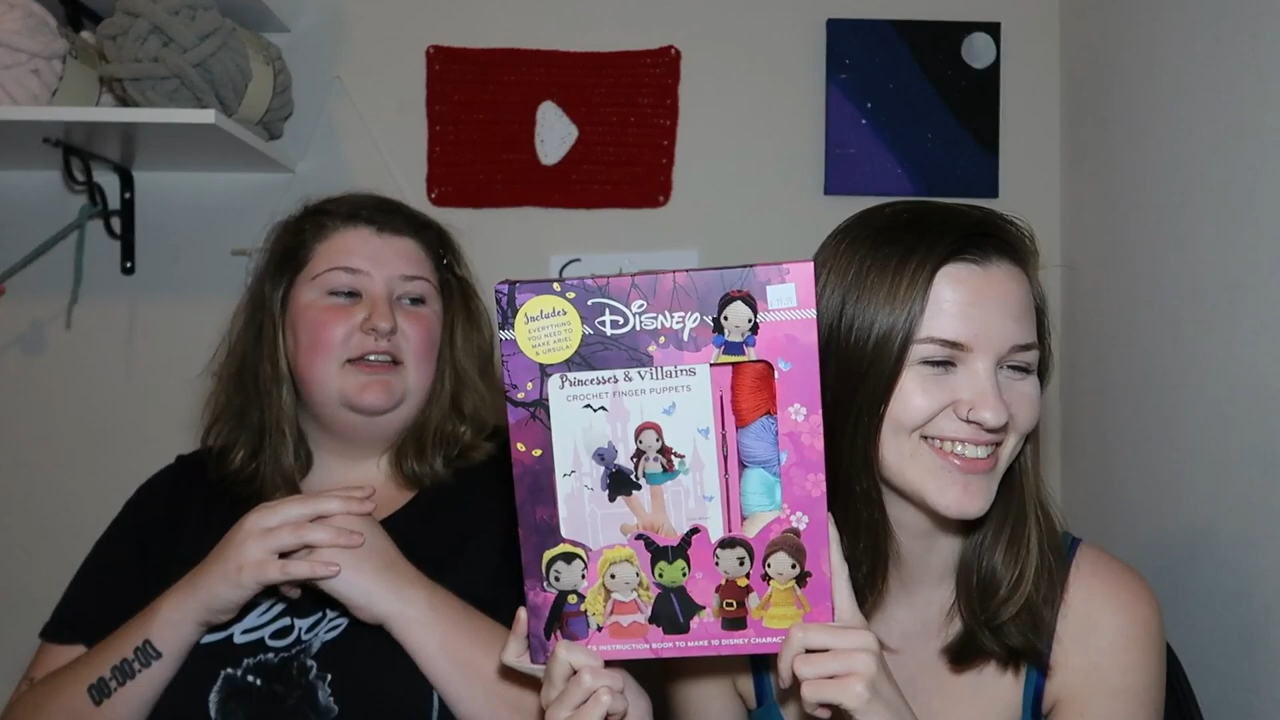 Includes
EVERYTHING
YOU NEED TO
MAKE ARIEL
& URSULA!
Disney
Princesses & Villains
CROCHET FINGER PUPPETS
INSTRUCTION BOOK TO MAKE 10 DISNEY
00:00:00